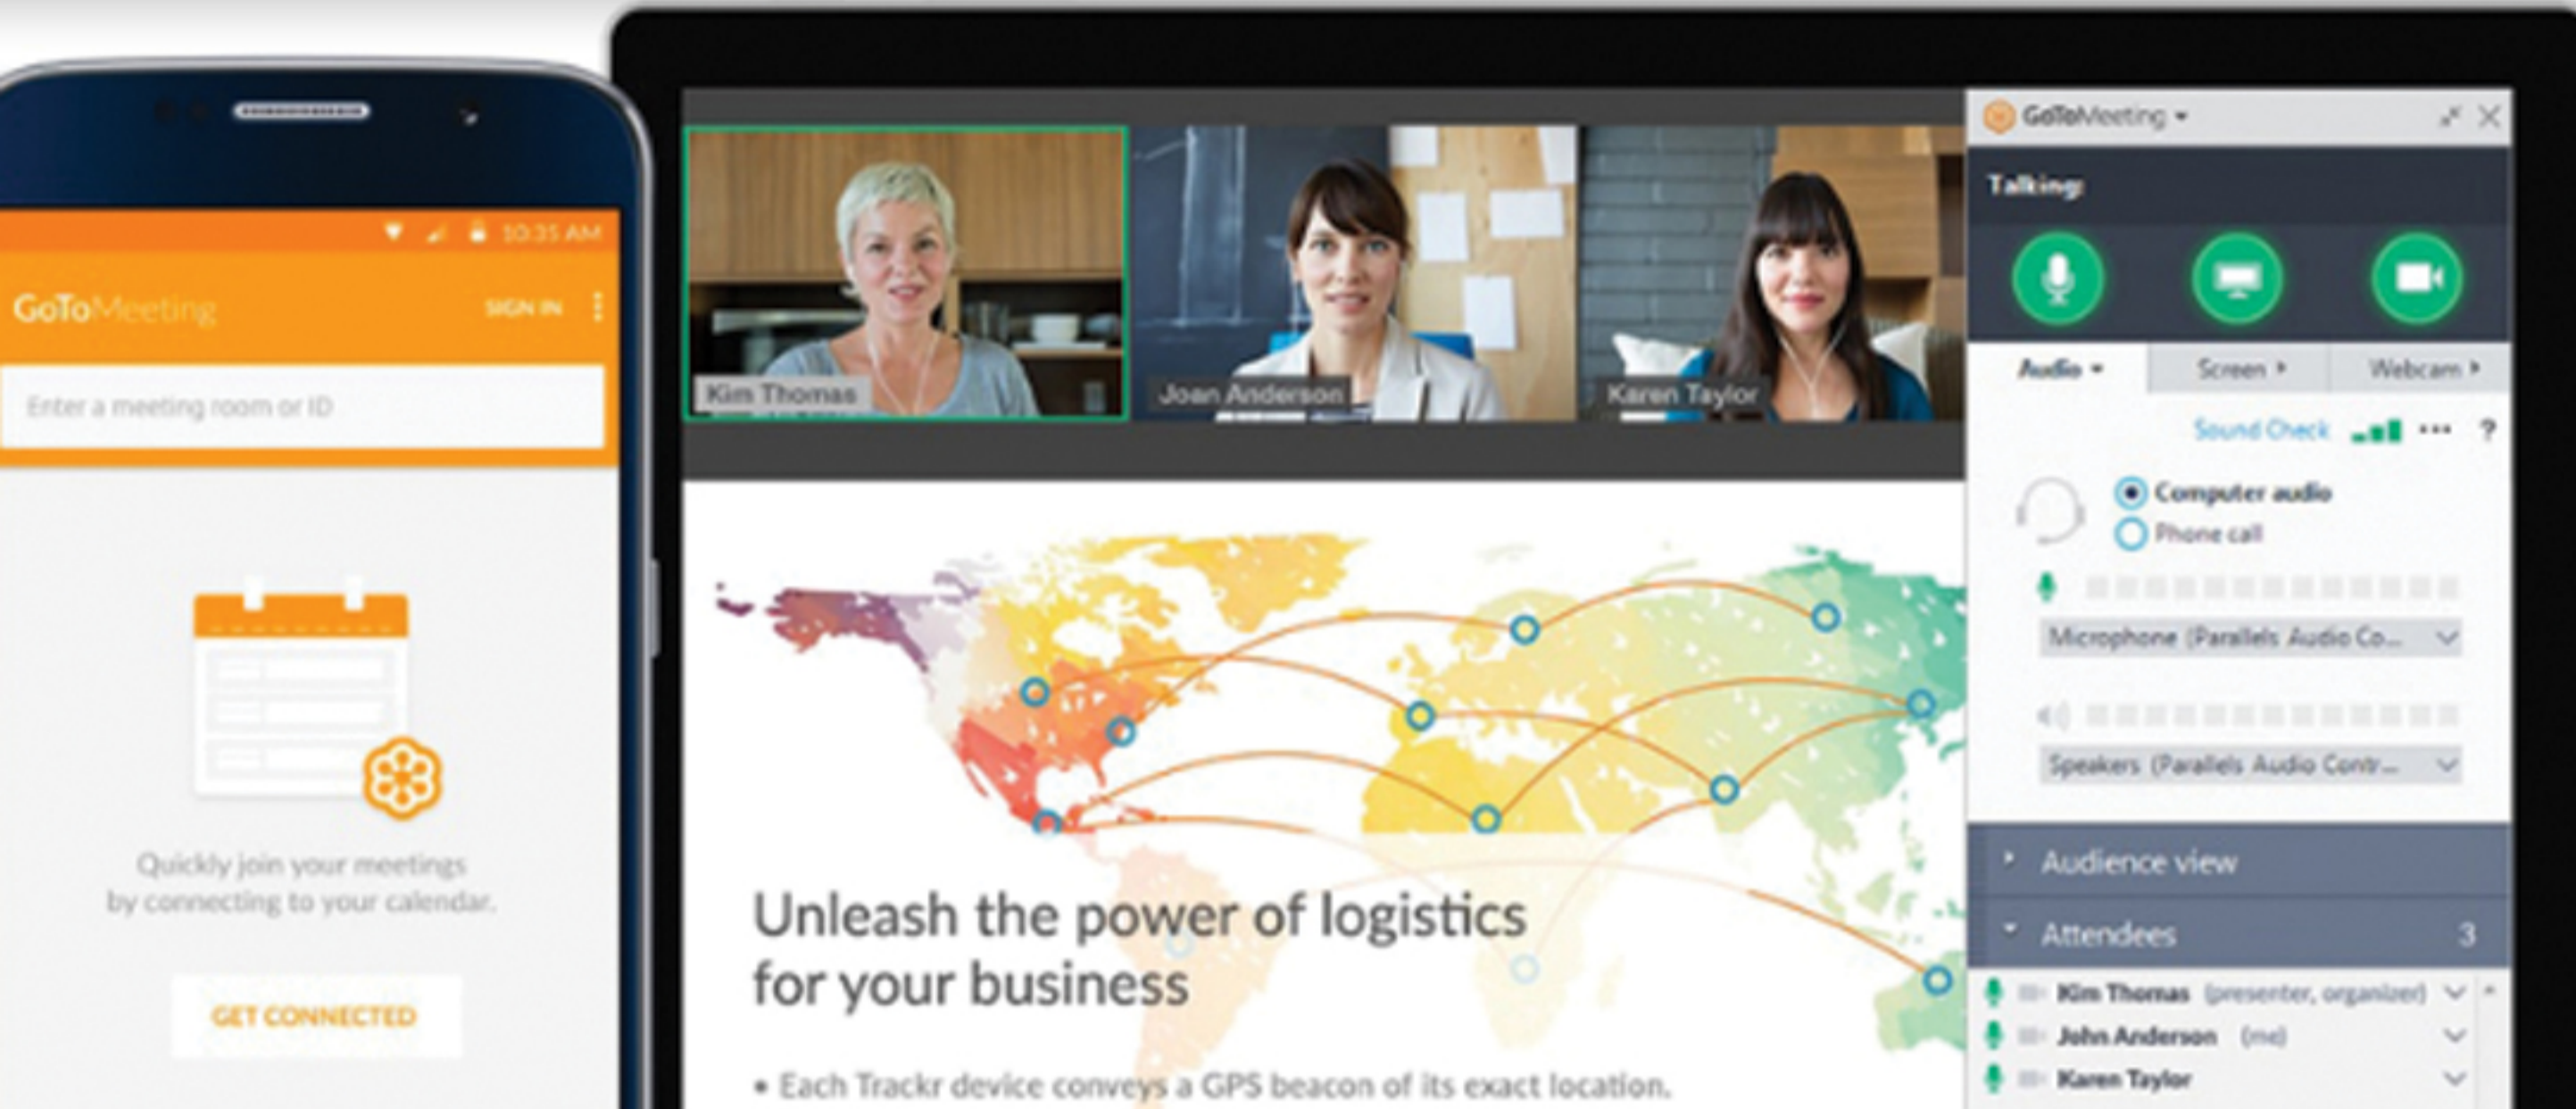 10:35 AM
GoToMeeting
SIGN IN
Enter a meeting room or ID
Quickly join your meetings
by connecting to your calendar.
GET CONNECTED
Kim Thomas
Joan Anderson
Karen Taylor
Unleash the power of logistics
for your business
• Each Trackr device conveys a GPS beacon of its exact location.
GoToMeeting
Talking:
Audio
Screen
Webcam
Sound Check ••• ?
Computer audio
Phone call
Microphone (Parallels Audio Co...
Speakers (Parallels Audio Contr...
Audience view
Attendees 3
Kim Thomas (presenter, organizer)
John Anderson (me)
Karen Taylor